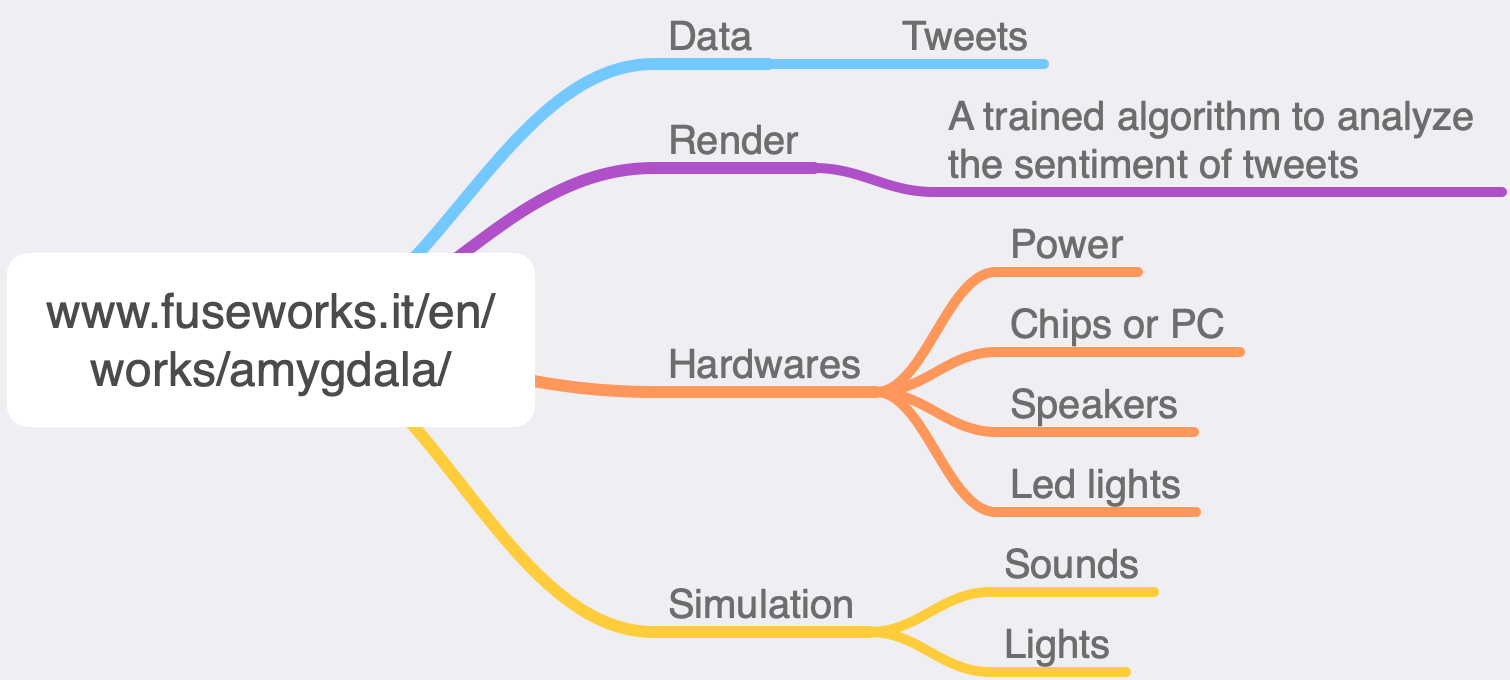 www.fuseworks.it/en/
works/amygdala/
Data
Tweets
Render
A trained algorithm to analyze
the sentiment of tweets
Hardwares
Power
Chips or PC
Speakers
Led lights
Simulation
Sounds
Lights